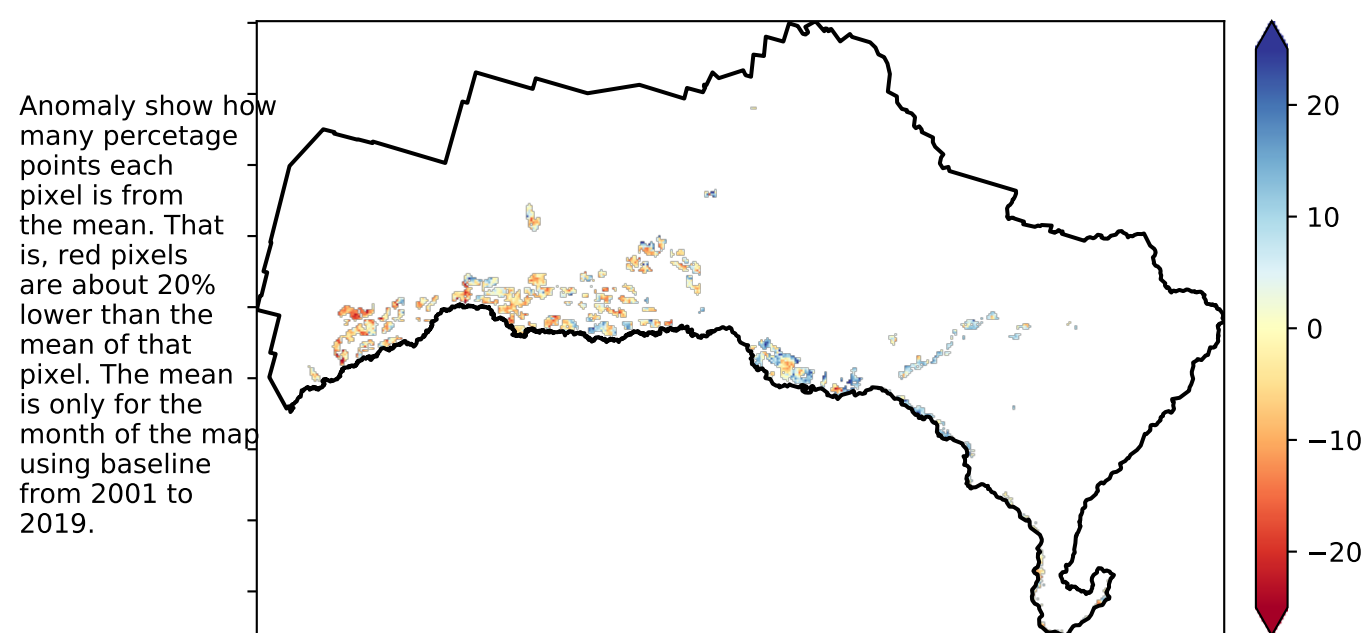 Anomaly show how
many percetage
points each
pixel is from
the mean. That
is, red pixels
are about 20%
lower than the
mean of that
pixel. The mean
is only for the
month of the map
using baseline
from 2001 to
2019.
20
10
0
−10
−20